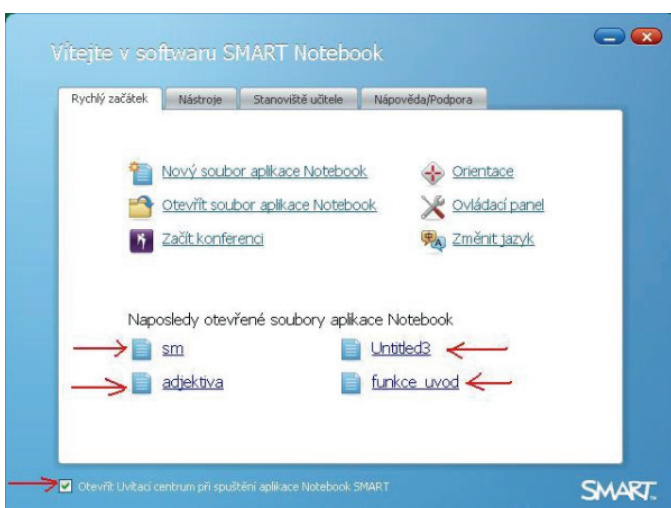 Vítejte v softwaru SMART Notebook
Rychlý začátek Nástroje Stanoviště učitele Nápověda/Podpora
Nový soubor aplikace Notebook Orientace
Otevřít soubor aplikace Notebook Ovládací panel
Začít konferenci Změnit jazyk
Naposledy otevřené soubory aplikace Notebook
sm Untitled3
adjektiva funkce_uvod
Otevřít Uvítací centrum při spuštění aplikace Notebook SMART
SMART